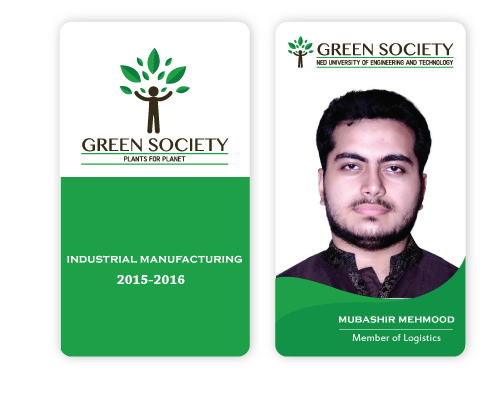 GREEN SOCIETY
PLANTS FOR PLANET
INDUSTRIAL MANUFACTURING
2015-2016
GREEN SOCIETY
NED UNIVERSITY OF ENGINEERING AND TECHNOLOGY
MUBASHIR MEHMOOD
Member of Logistics